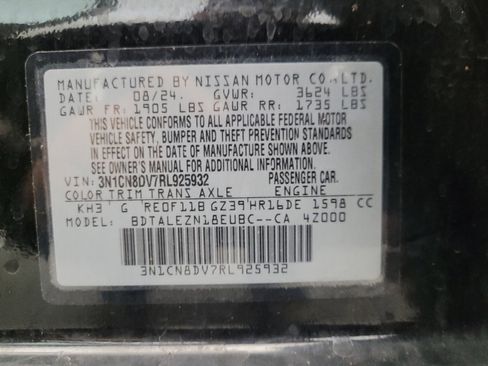 MANUFACTURED BY NISSAN MOTOR CO., LTD.
DATE: 08/24 GVWR: 3624 LBS
GAWR FR: 1905 LBS GAWR RR: 1735 LBS
THIS VEHICLE CONFORMS TO ALL APPLICABLE FEDERAL MOTOR
VEHICLE SAFETY, BUMPER AND THEFT PREVENTION STANDARDS
IN EFFECT ON THE DATE OF MANUFACTURE SHOWN ABOVE.
SEE OWNER'S MANUAL FOR ADDITIONAL INFORMATION.
VIN: 3N1CN8DV7RL925932 PASSENGER CAR.
COLOR TRIM TRANS AXLE ENGINE
KH3 G RE0F11B GZ39 HR16DE 1598 CC
MODEL: BDTALEZN18EUBC--CA 4Z000
3N1CN8DV7RL925932